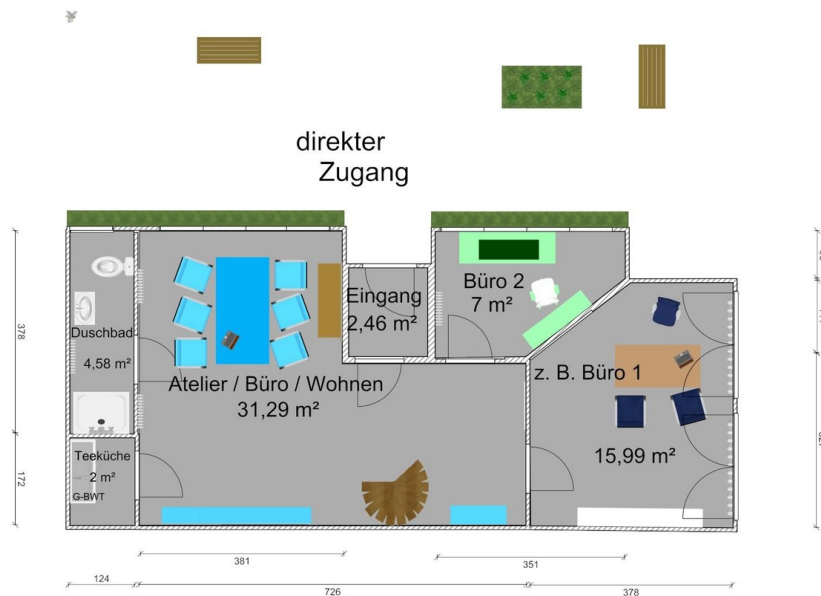 direkter
Zugang
Eingang
2,46 m²
Büro 2
7 m²
Duschbad
4,58 m²
Atelier / Büro / Wohnen
31,29 m²
z. B. Büro 1
15,99 m²
Teeküche
2 m²
G-BWT
378
172
381
351
124
726
378